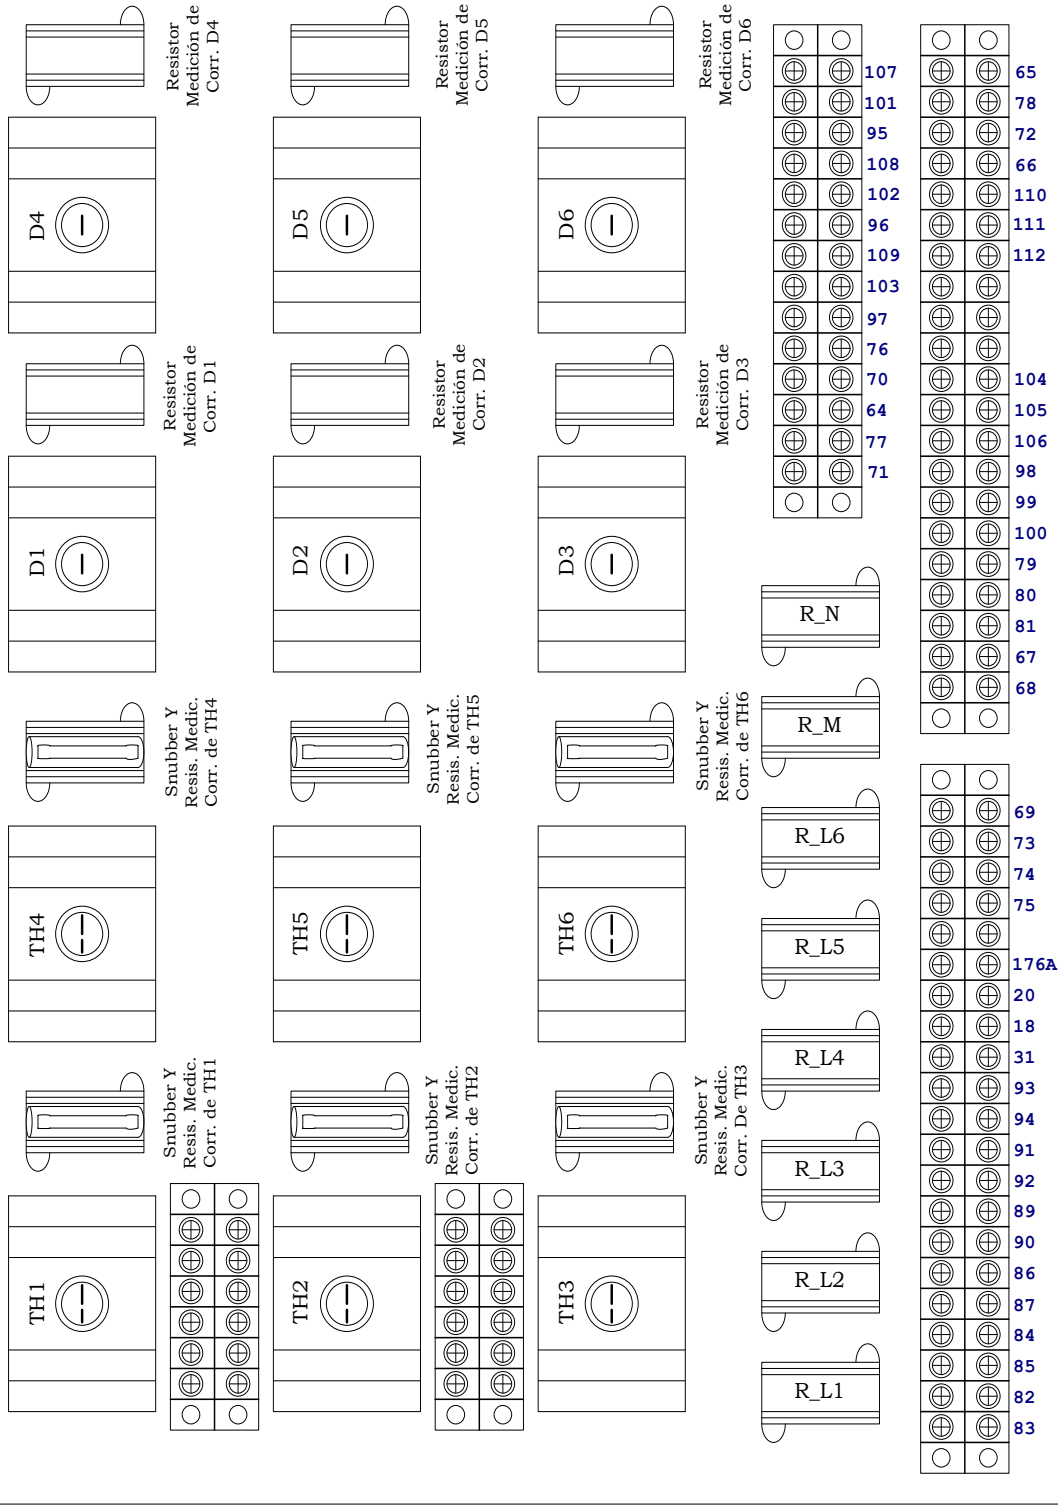 Resistor
Medición de
Corr. D4
Resistor
Medición de
Corr. D5
Resistor
Medición de
Corr. D6
D4
D5
D6
Resistor
Medición de
Corr. D1
Resistor
Medición de
Corr. D2
Resistor
Medición de
Corr. D3
D1
D2
D3
Snubber Y
Resis. Medic.
Corr. de TH4
Snubber Y
Resis. Medic.
Corr. de TH5
Snubber Y
Resis. Medic.
Corr. de TH6
TH4
TH5
TH6
Snubber Y
Resis. Medic.
Corr. de TH1
Snubber Y
Resis. Medic.
Corr. de TH2
Snubber Y
Resis. Medic.
Corr. De TH3
TH1
TH2
TH3
107
101
95
108
102
96
109
103
97
76
70
64
77
71
R_N
R_M
R_L6
R_L5
R_L4
R_L3
R_L2
R_L1
65
78
72
66
110
111
112
104
105
106
98
99
100
79
80
81
67
68
69
73
74
75
176A
20
18
31
93
94
91
92
89
90
86
87
84
85
82
83